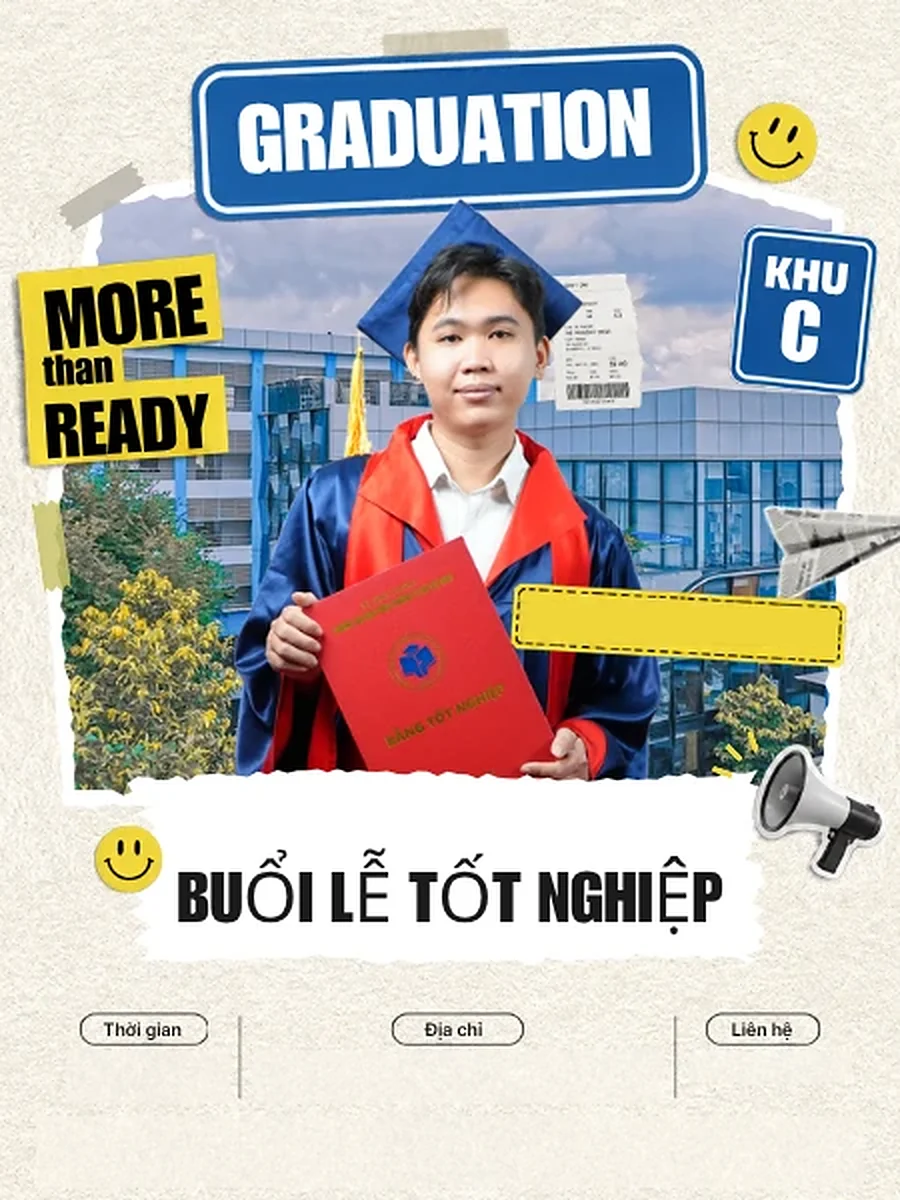 GRADUATION
KHU
C
MORE
than
READY
BẰNG TỐT NGHIỆP
BUỔI LỄ TỐT NGHIỆP
Thời gian
Địa chỉ
Liên hệ